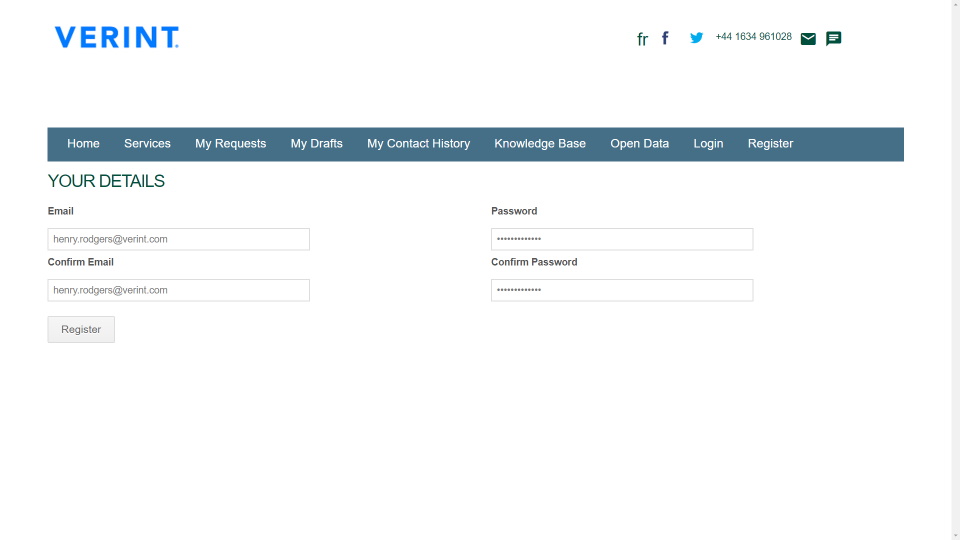 VERINT.
fr f +44 1634 961028
Home Services My Requests My Drafts My Contact History Knowledge Base Open Data Login Register
YOUR DETAILS
Email Password
henry.rodgers@verint.com •••••••••••••
Confirm Email Confirm Password
henry.rodgers@verint.com •••••••••••••
Register